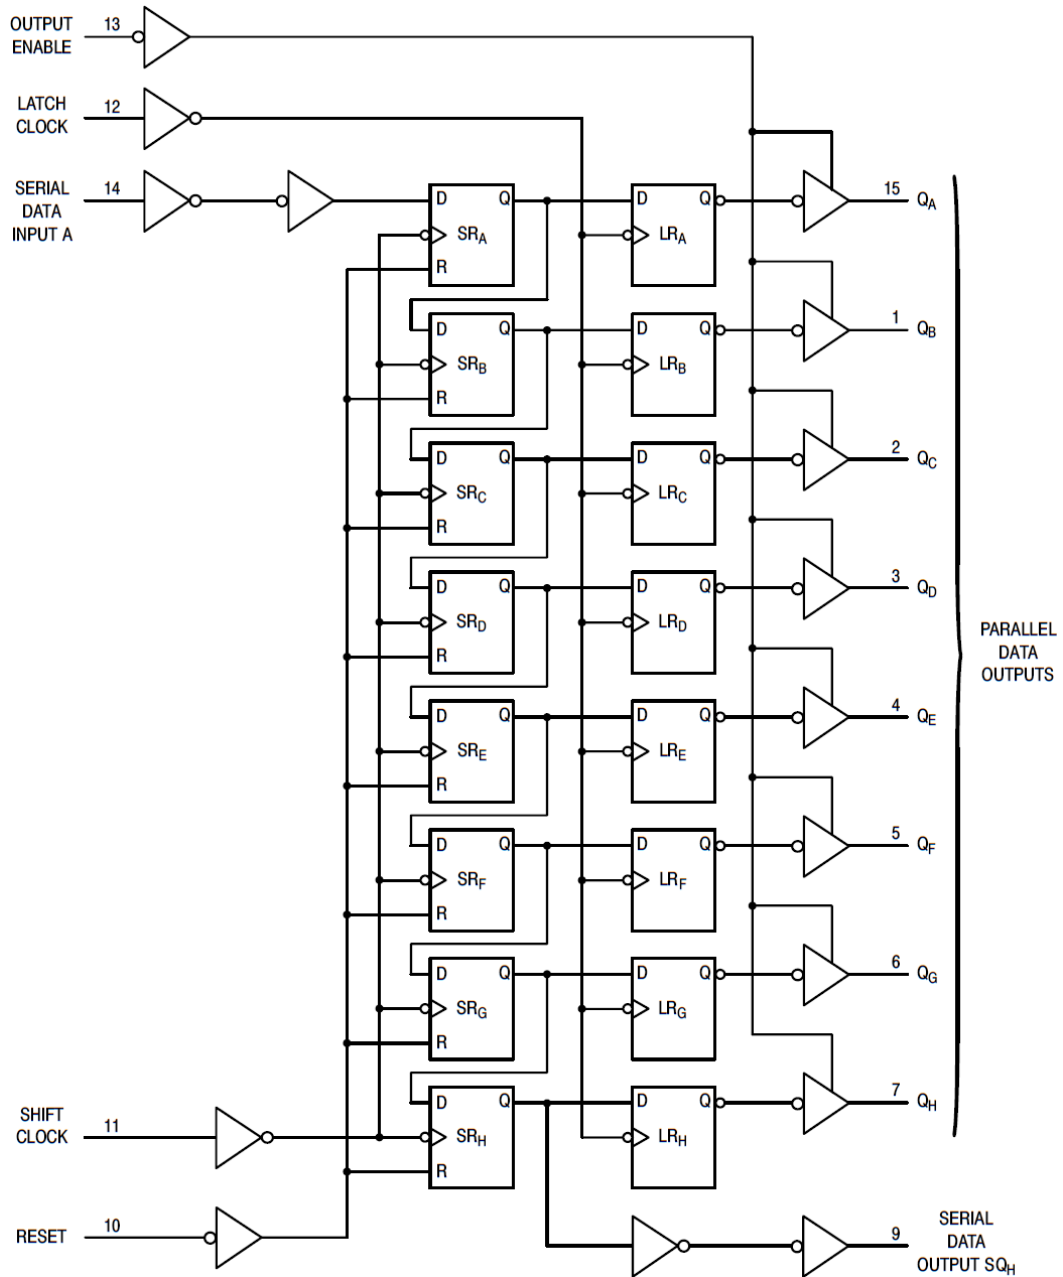 OUTPUT
ENABLE
13
LATCH
CLOCK
12
SERIAL
DATA
INPUT A
14
D Q
SRA
R
D Q
LRA
15 QA
D Q
SRB
R
D Q
LRB
1 QB
D Q
SRC
R
D Q
LRC
2 QC
D Q
SRD
R
D Q
LRD
3 QD
D Q
SRE
R
D Q
LRE
4 QE
D Q
SRF
R
D Q
LRF
5 QF
D Q
SRG
R
D Q
LRG
6 QG
D Q
SRH
R
D Q
LRH
7 QH
PARALLEL
DATA
OUTPUTS
SHIFT
CLOCK
11
RESET
10
9
SERIAL
DATA
OUTPUT SQH